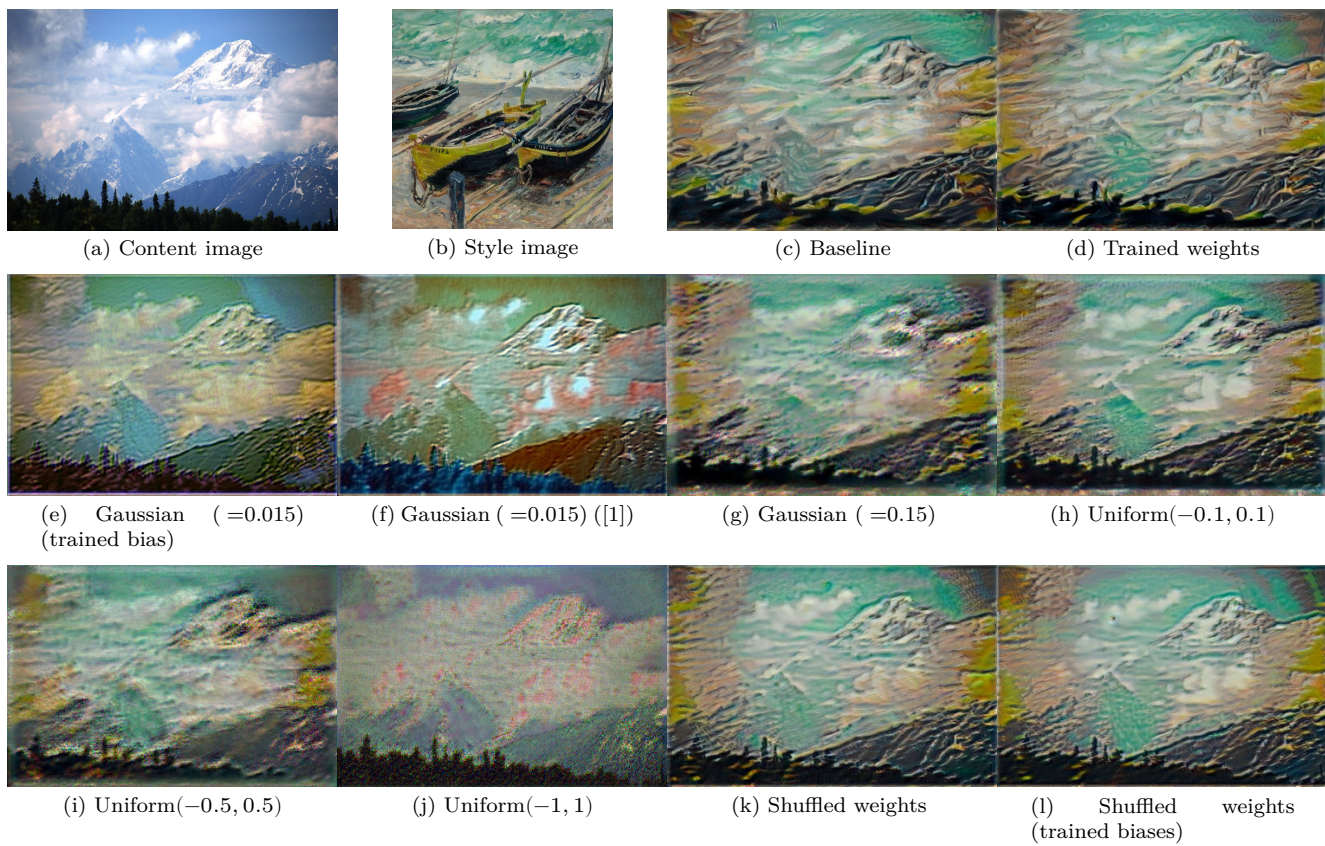 (a) Content image
(b) Style image
(c) Baseline
(d) Trained weights
(e) Gaussian ( =0.015)
(trained bias)
(f) Gaussian ( =0.015) ([1])
(g) Gaussian ( =0.15)
(h) Uniform(−0.1, 0.1)
(i) Uniform(−0.5, 0.5)
(j) Uniform(−1, 1)
(k) Shuffled weights
(l) Shuffled weights
(trained biases)